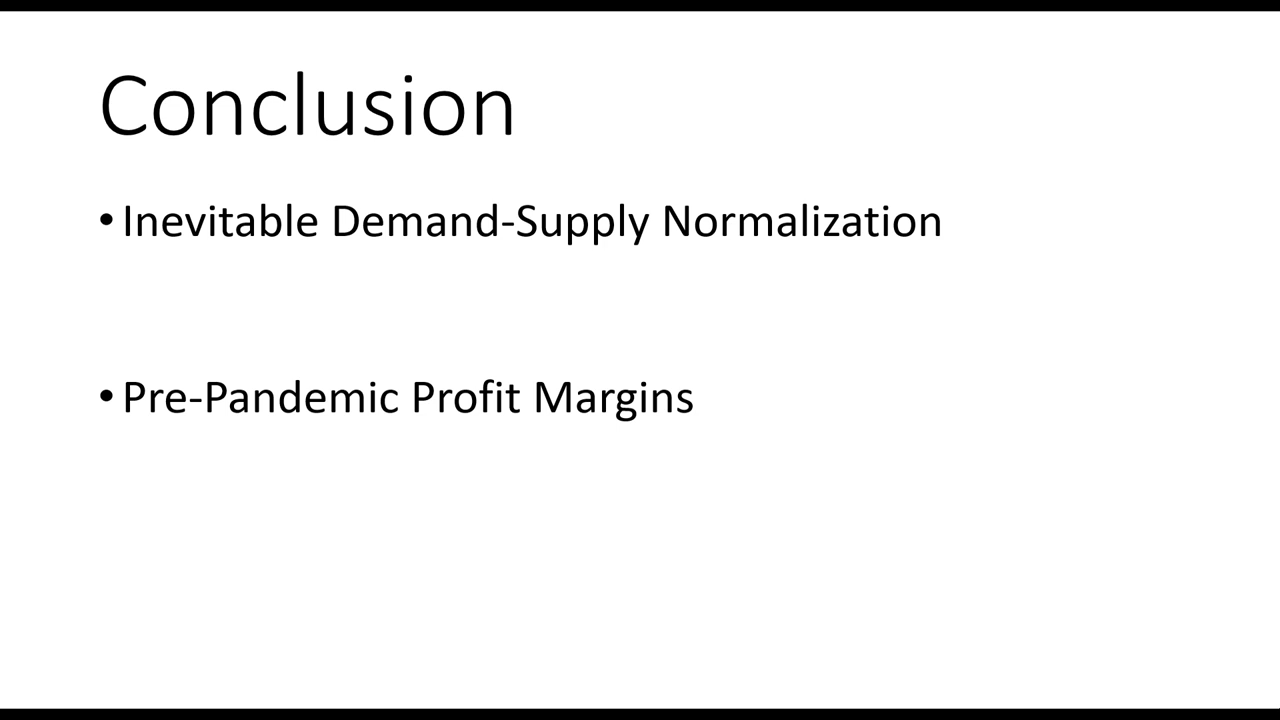 Conclusion
• Inevitable Demand-Supply Normalization
• Pre-Pandemic Profit Margins